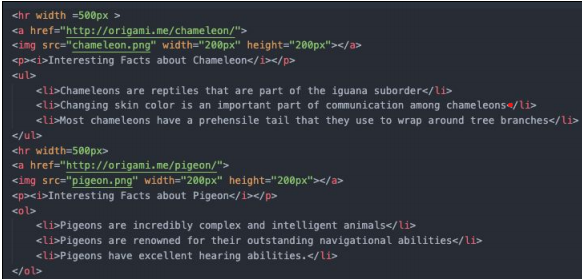 <hr width =500px >
<a href="http://origami.me/chameleon/">
<img src="chameleon.png" width="200px" height="200px"></a>
<p><i>Interesting Facts about Chameleon</i></p>
<ul>
<li>Chameleons are reptiles that are part of the iguana suborder</li>
<li>Changing skin color is an important part of communication among chameleons</li>
<li>Most chameleons have a prehensile tail that they use to wrap around tree branches</li>
</ul>
<hr width=500px>
<a href="http://origami.me/pigeon/">
<img src="pigeon.png" width="200px" height="200px"></a>
<p><i>Interesting Facts about Pigeon</i></p>
<ol>
<li>Pigeons are incredibly complex and intelligent animals</li>
<li>Pigeons are renowned for their outstanding navigational abilities</li>
<li>Pigeons have excellent hearing abilities.</li>
</ol>